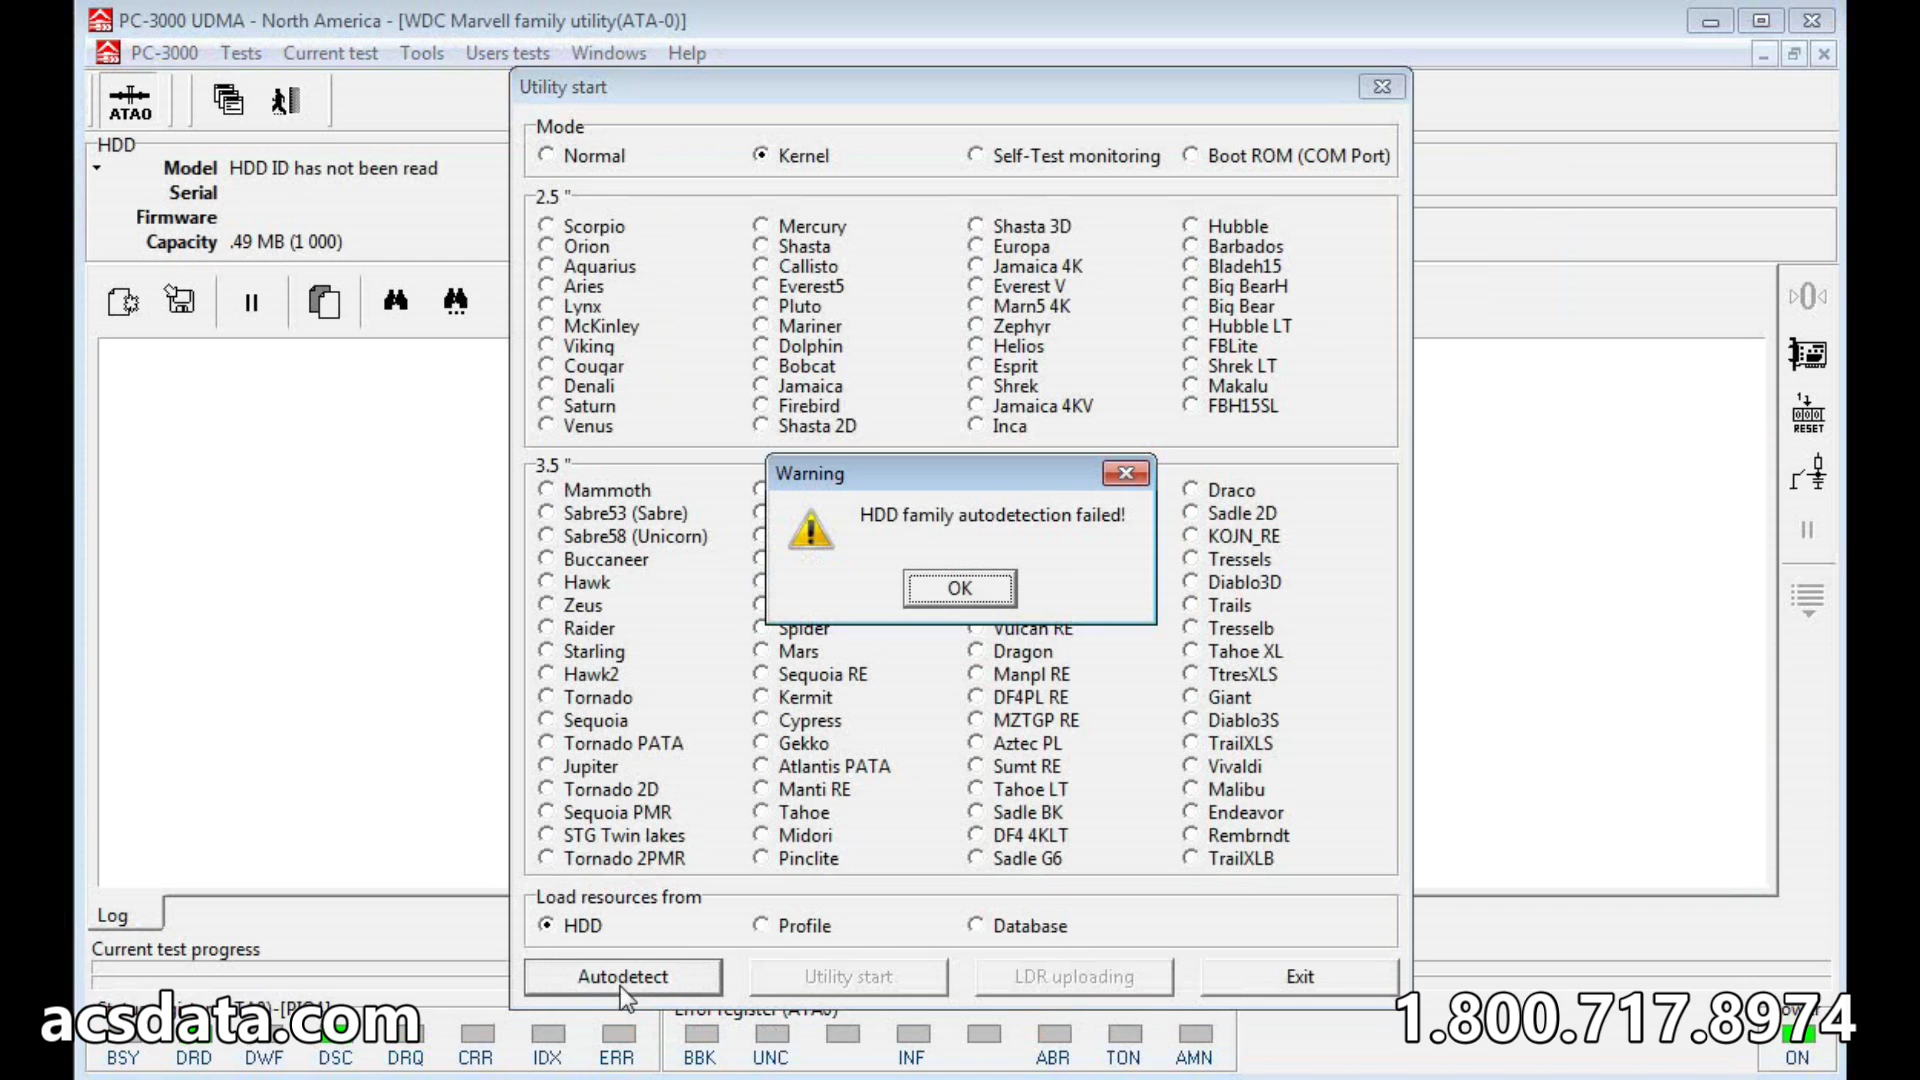 PC-3000 UDMA - North America - [WDC Marvell family utility(ATA-0)]
PC-3000 Tests Current test Tools Users tests Windows Help
ATA0
HDD
Model HDD ID has not been read
Serial
Firmware
Capacity .49 MB (1 000)
Utility start
Mode
Normal Kernel Self-Test monitoring Boot ROM (COM Port)
2.5 "
Scorpio Mercury Shasta 3D Hubble
Orion Shasta Europa Barbados
Aquarius Callisto Jamaica 4K Bladeh15
Aries Everest5 Everest V Big BearH
Lynx Pluto Marn5 4K Big Bear
McKinley Mariner Zephyr Hubble LT
Viking Dolphin Helios FBLite
Cougar Bobcat Esprit Shrek LT
Denali Jamaica Shrek Makalu
Saturn Firebird Jamaica 4KV FBH15SL
Venus Shasta 2D Inca
3.5 "
Mammoth Draco
Sabre53 (Sabre) Sadle 2D
Sabre58 (Unicorn) KOJN_RE
Buccaneer Tressels
Hawk Diablo3D
Zeus Trails
Raider Spider Vulcan RE Tresselb
Starling Mars Dragon Tahoe XL
Hawk2 Sequoia RE Manpl RE TtresXLS
Tornado Kermit DF4PL RE Giant
Sequoia Cypress MZTGP RE Diablo3S
Tornado PATA Gekko Aztec PL TrailXLS
Jupiter Atlantis PATA Sumt RE Vivaldi
Tornado 2D Manti RE Tahoe LT Malibu
Sequoia PMR Tahoe Sadle BK Endeavor
STG Twin lakes Midori DF4 4KLT Rembrndt
Tornado 2PMR Pinclite Sadle G6 TrailXLB
Warning
HDD family autodetection failed!
OK
Load resources from
HDD Profile Database
Autodetect Utility start LDR uploading Exit
RESET
Log
Current test progress
Error register (ATA0)
BSY DRD DWF DSC DRQ CRR IDX ERR BBK UNC INF ABR TON AMN ON
acsdata.com
1.800.717.8974